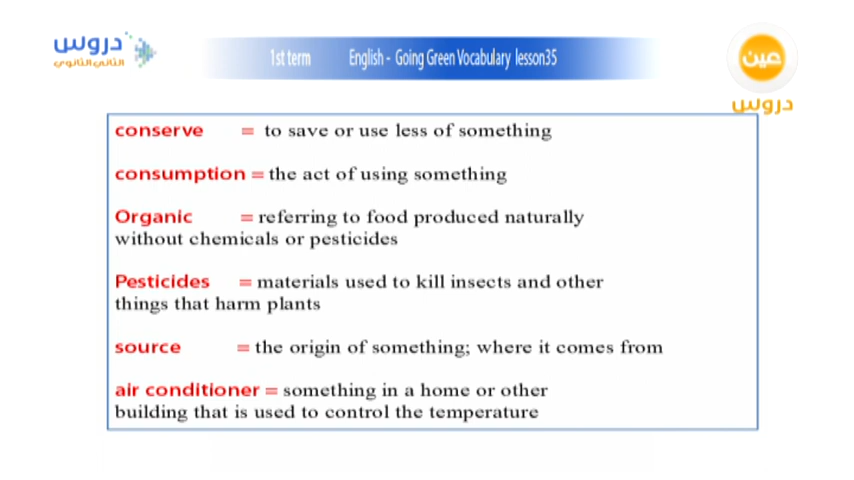 دروس
الثاني الثانوي
1st term English - Going Green Vocabulary lesson35
عين
دروس
conserve = to save or use less of something
consumption = the act of using something
Organic = referring to food produced naturally
without chemicals or pesticides
Pesticides = materials used to kill insects and other
things that harm plants
source = the origin of something; where it comes from
air conditioner = something in a home or other
building that is used to control the temperature